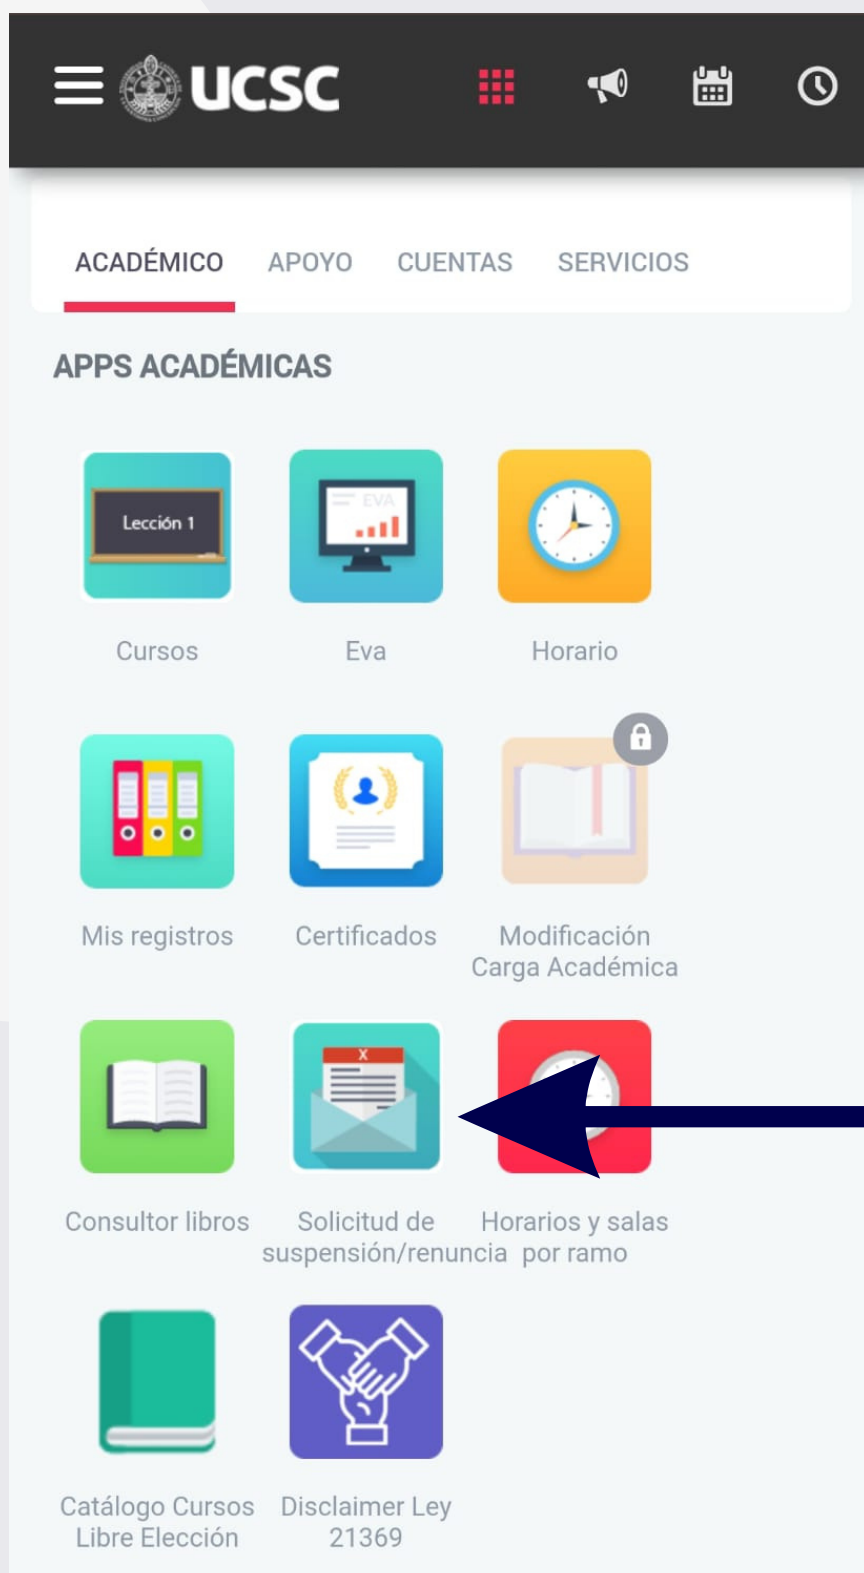 UCSC
ACADÉMICO APOYO CUENTAS SERVICIOS
APPS ACADÉMICAS
Lección 1
EVA
Cursos Eva Horario
Mis registros Certificados Modificación
Carga Académica
X
Consultor libros Solicitud de
suspensión/renuncia Horarios y salas
por ramo
Catálogo Cursos
Libre Elección Disclaimer Ley
21369